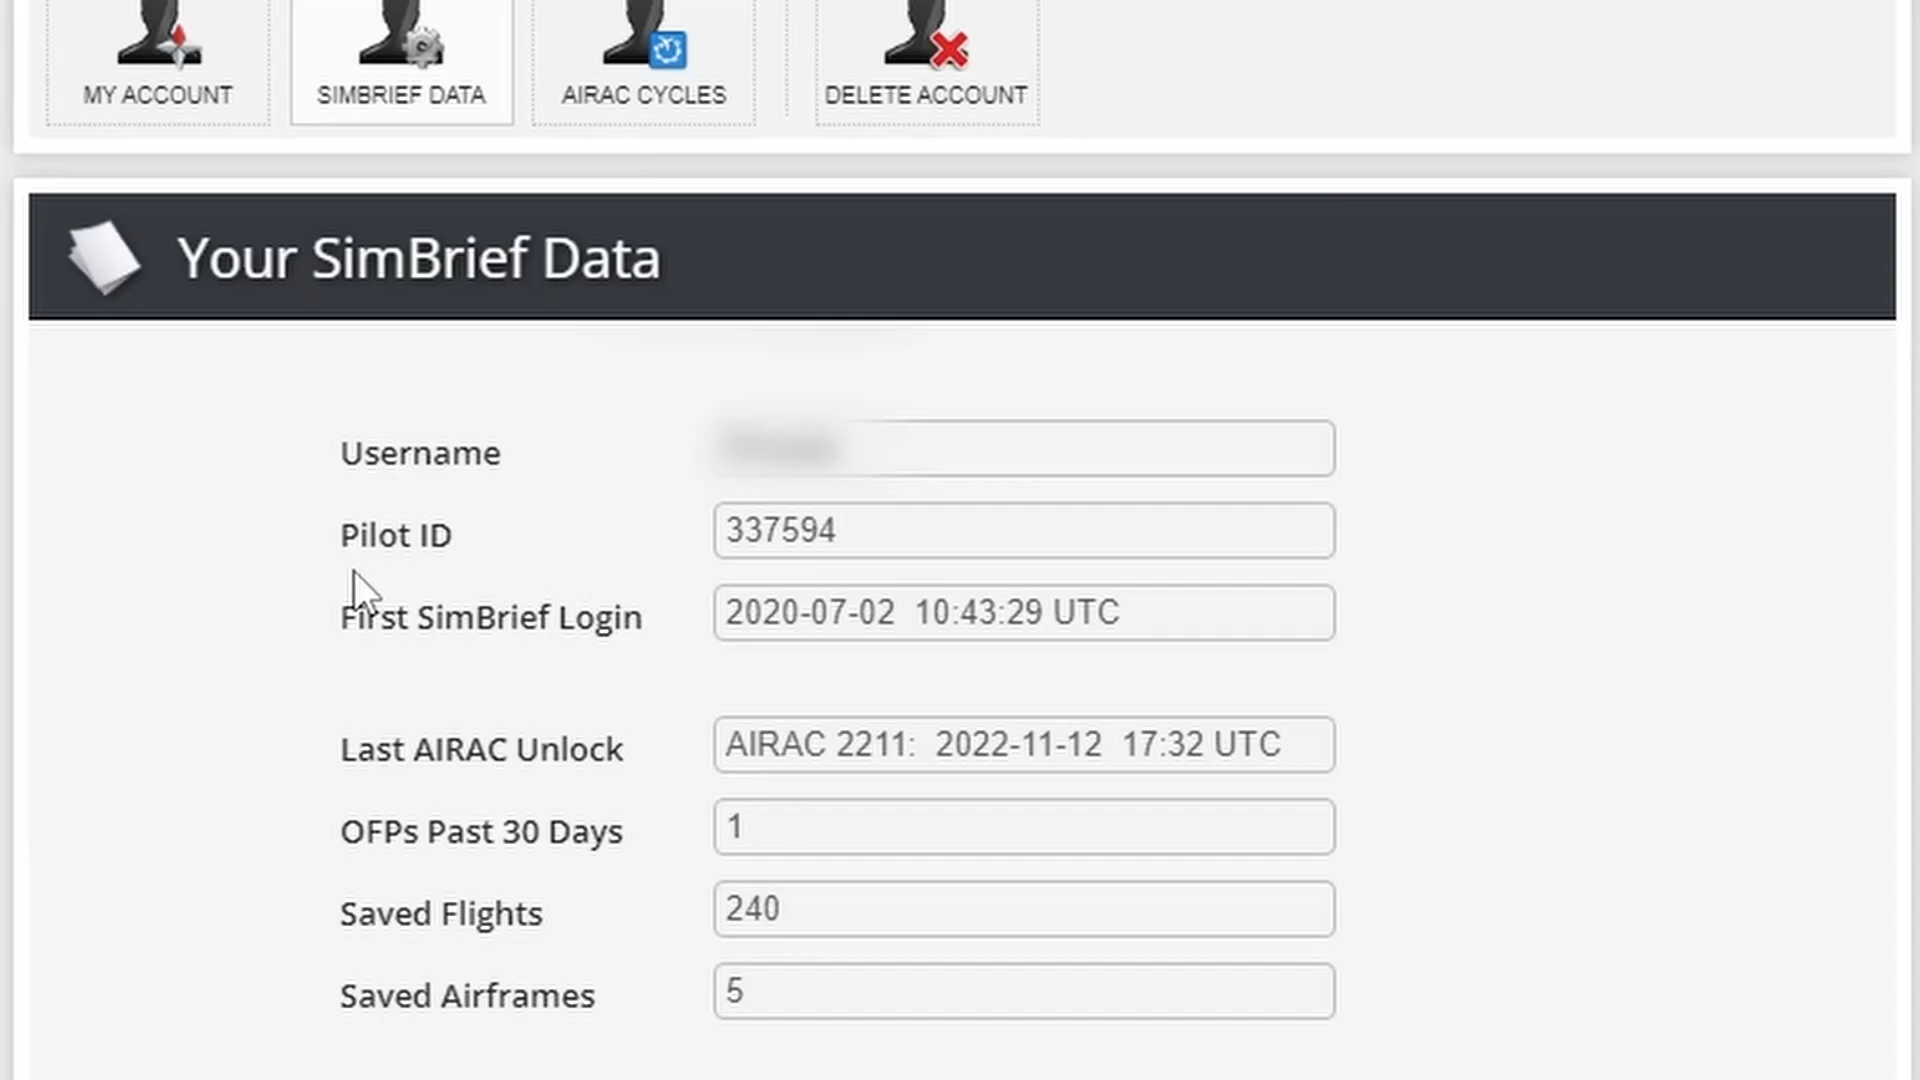 MY ACCOUNT SIMBRIEF DATA AIRAC CYCLES DELETE ACCOUNT
Your SimBrief Data
Username
Pilot ID 337594
First SimBrief Login 2020-07-02 10:43:29 UTC
Last AIRAC Unlock AIRAC 2211: 2022-11-12 17:32 UTC
OFPs Past 30 Days 1
Saved Flights 240
Saved Airframes 5